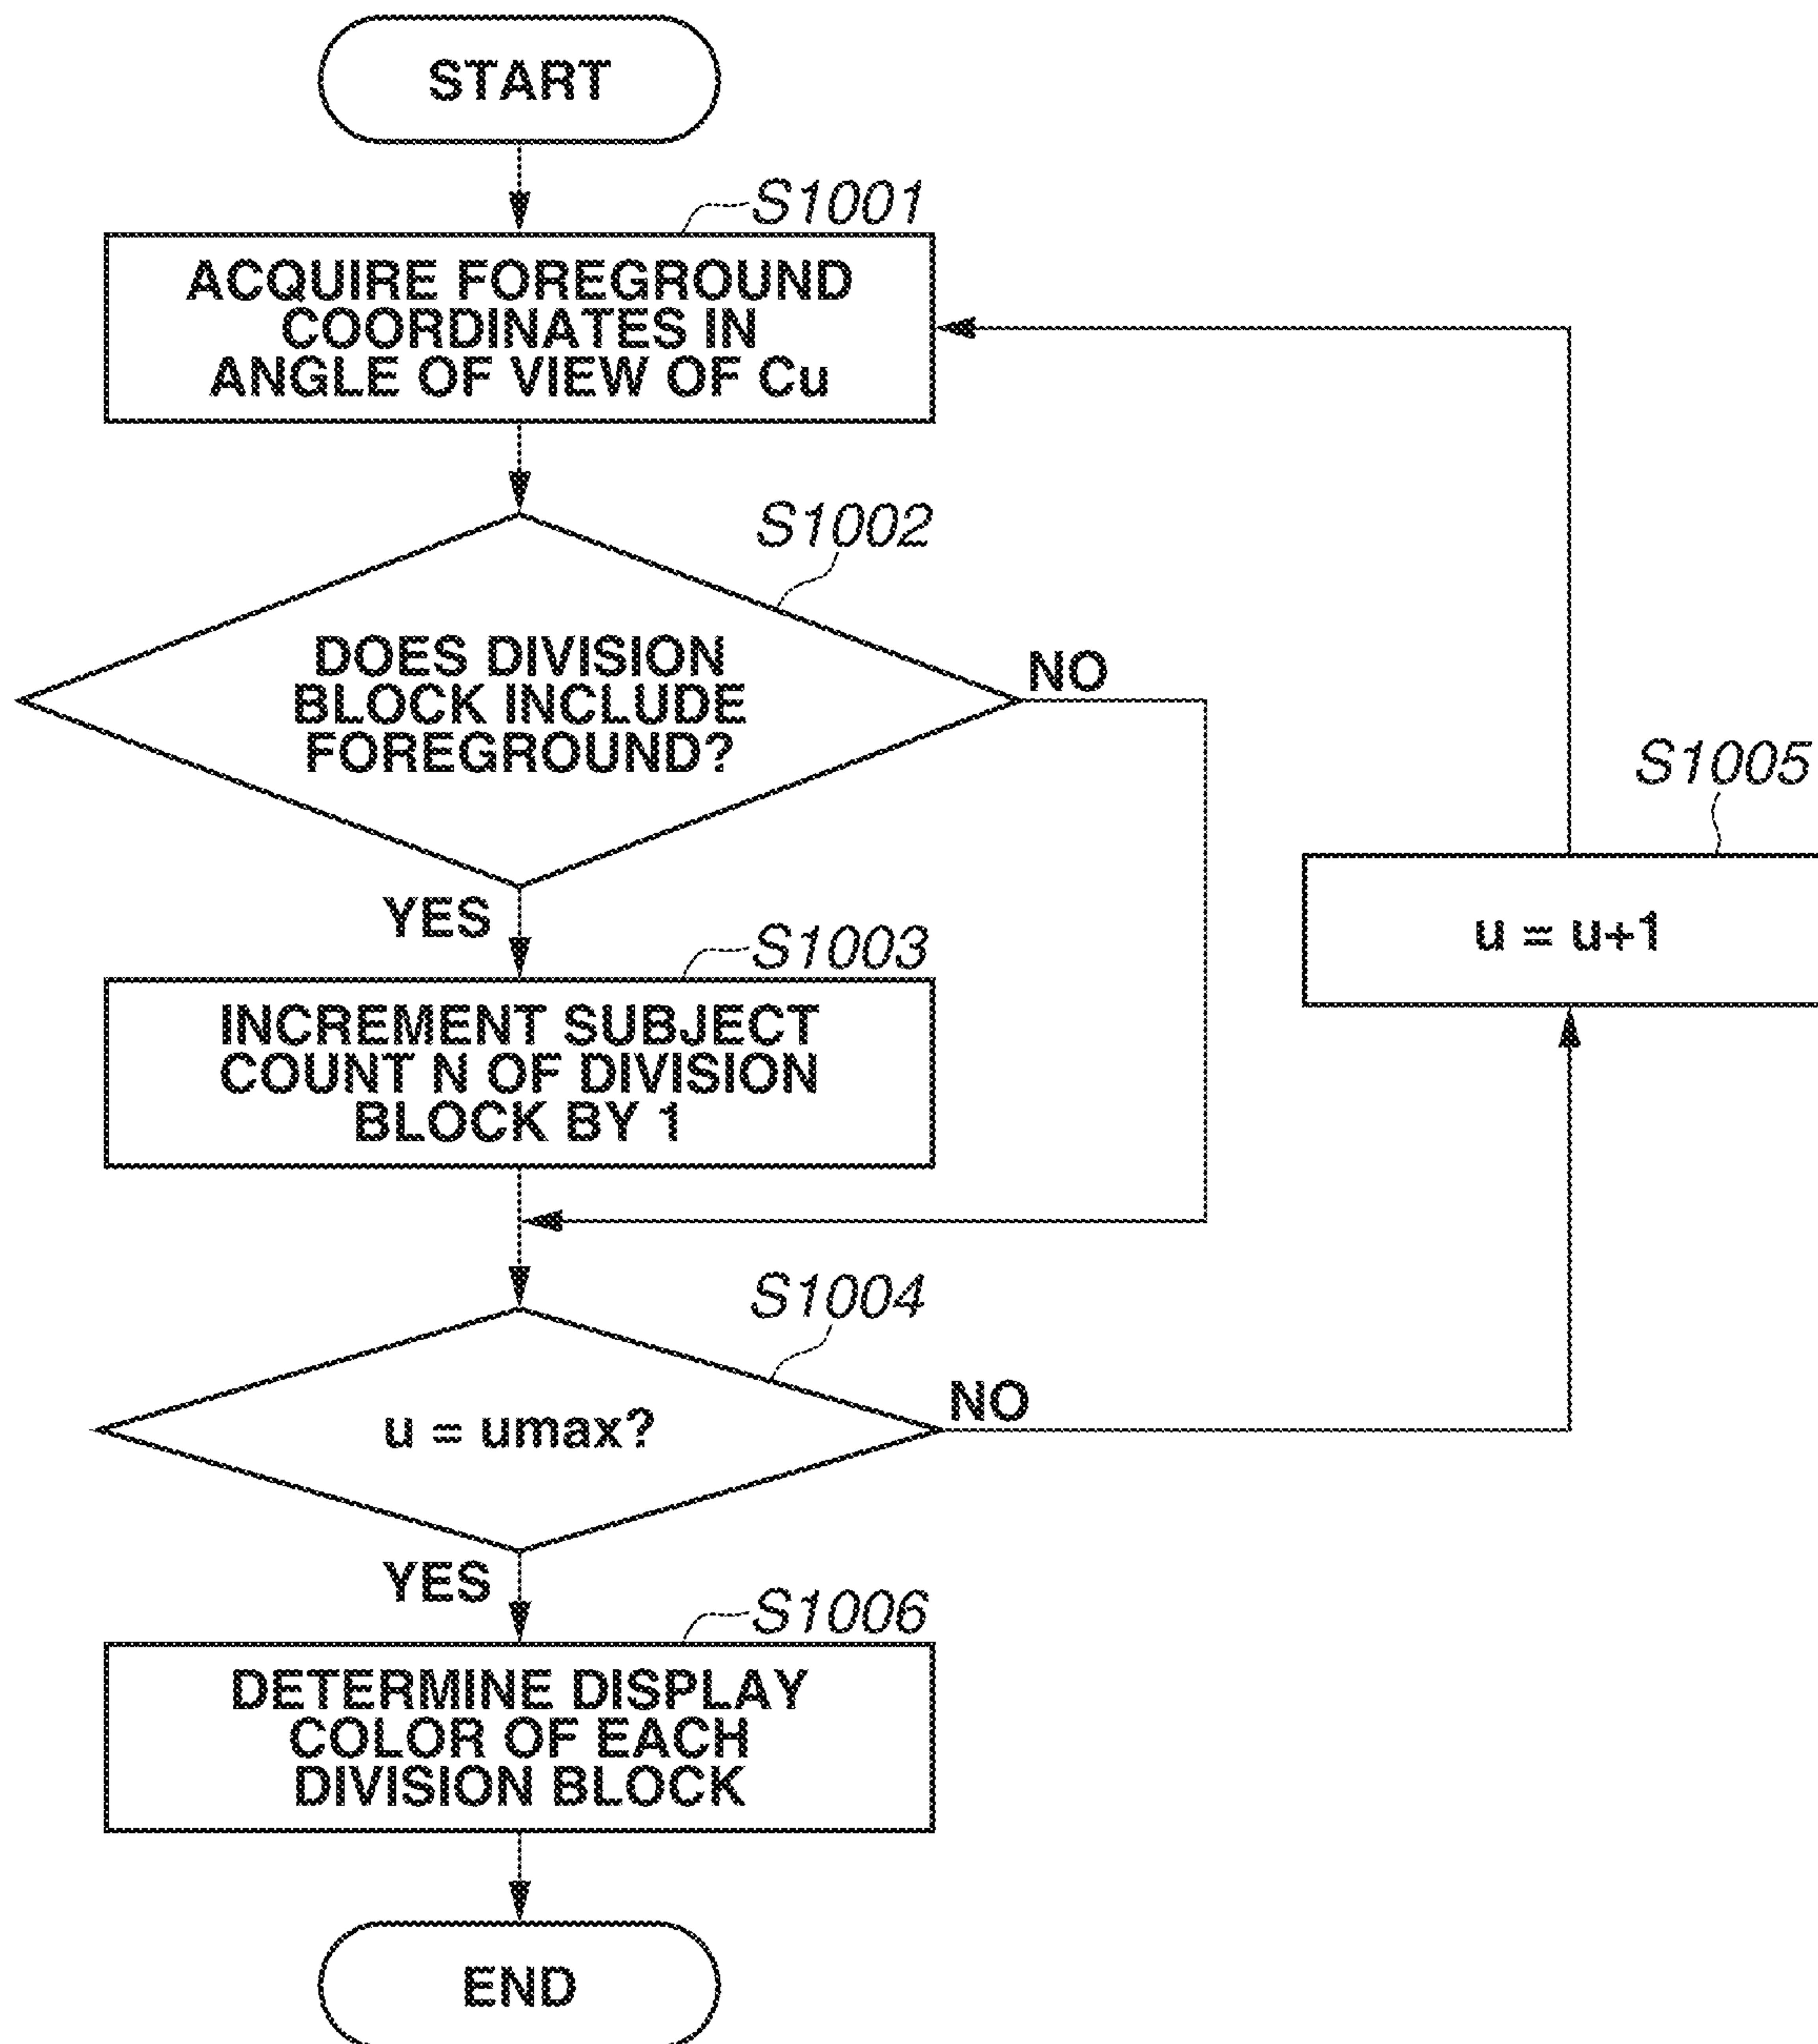 START
S1001
ACQUIRE FOREGROUND
COORDINATES IN
ANGLE OF VIEW OF Cu
S1002
DOES DIVISION
BLOCK INCLUDE
FOREGROUND?
NO
YES
S1003
INCREMENT SUBJECT
COUNT N OF DIVISION
BLOCK BY 1
S1005
u = u+1
S1004
u = umax?
NO
YES
S1006
DETERMINE DISPLAY
COLOR OF EACH
DIVISION BLOCK
END